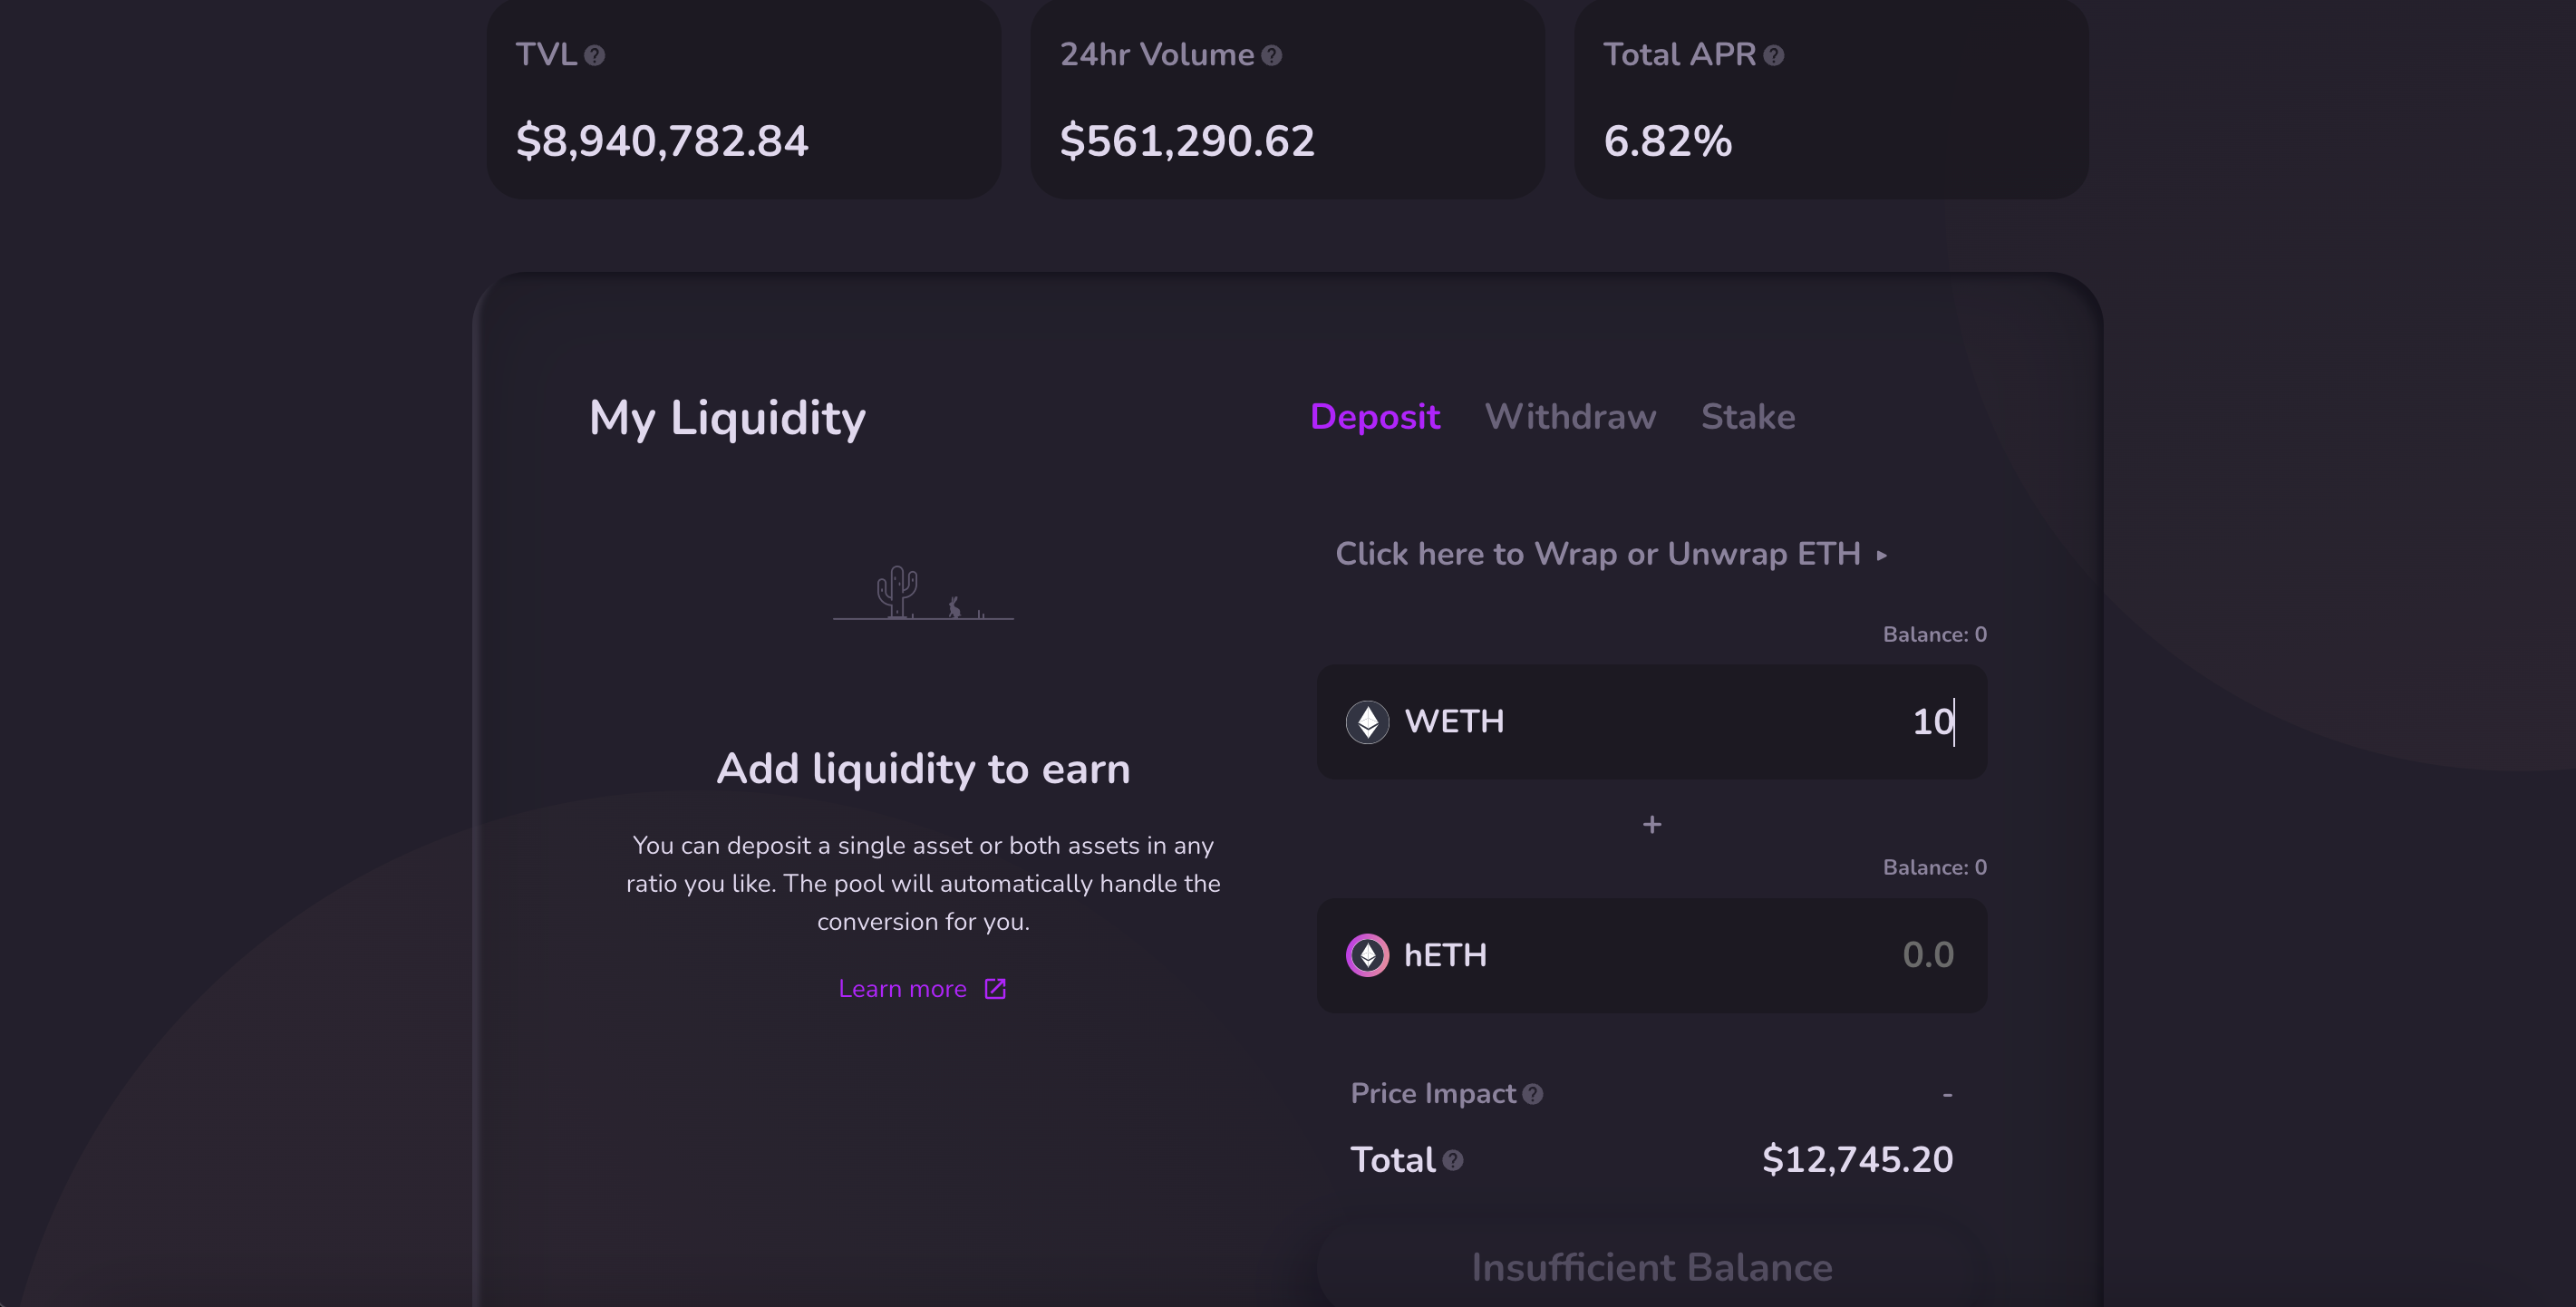 TVL
24hr Volume
Total APR
$8,940,782.84
$561,290.62
6.82%
My Liquidity
Deposit Withdraw Stake
Click here to Wrap or Unwrap ETH ▸
Balance: 0
WETH 10
+
Balance: 0
hETH 0.0
Add liquidity to earn
You can deposit a single asset or both assets in any
ratio you like. The pool will automatically handle the
conversion for you.
Learn more
Price Impact -
Total $12,745.20
Insufficient Balance